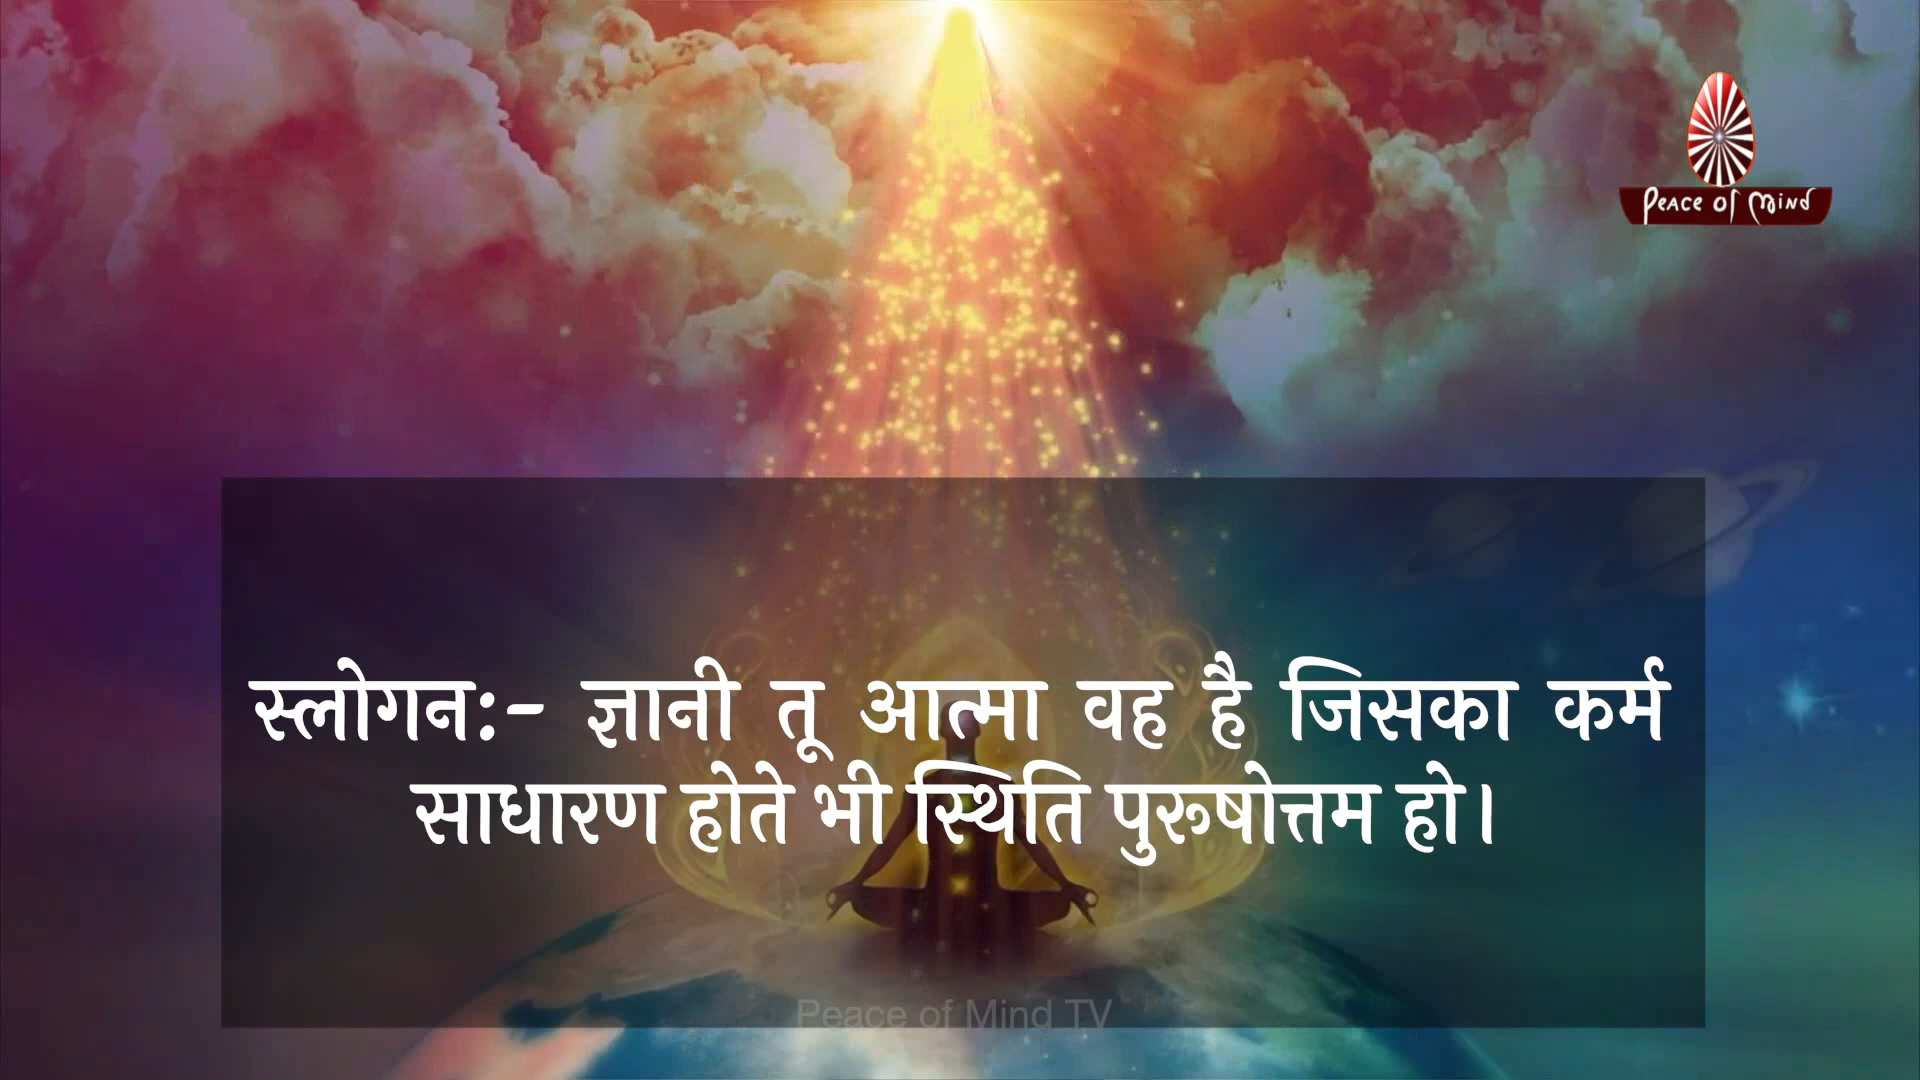 Peace of Mind
स्लोगन:- ज्ञानी तू आत्मा वह है जिसका कर्म
साधारण होते भी स्थिति पुरूषोत्तम हो।
Peace of Mind TV